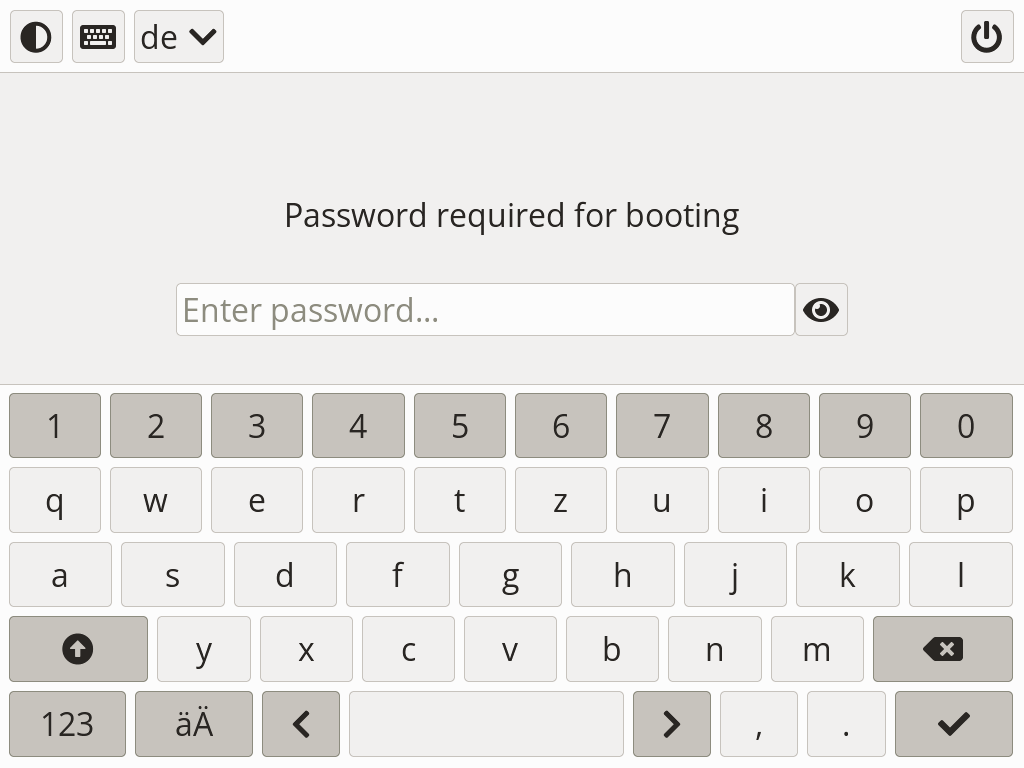 de
Password required for booting
Enter password...
1 2 3 4 5 6 7 8 9 0
q w e r t z u i o p
a s d f g h j k l
y x c v b n m
123 äÄ , .